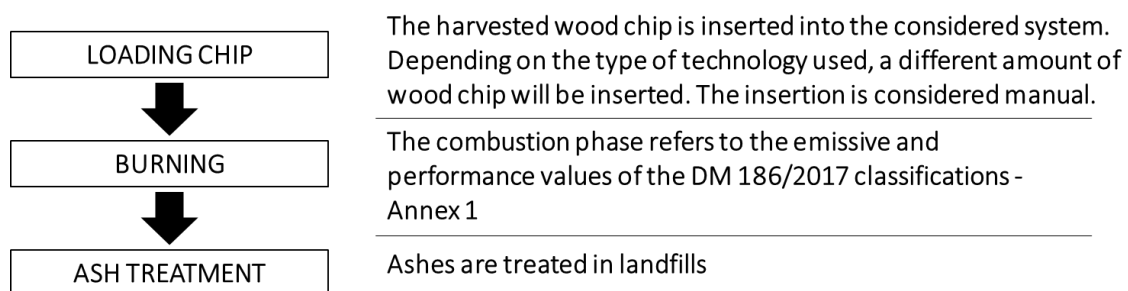 LOADING CHIP
The harvested wood chip is inserted into the considered system.
Depending on the type of technology used, a different amount of
wood chip will be inserted. The insertion is considered manual.
BURNING
The combustion phase refers to the emissive and
performance values of the DM 186/2017 classifications -
Annex 1
ASH TREATMENT
Ashes are treated in landfills